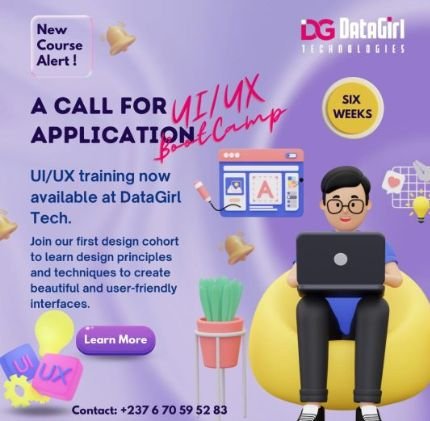 New
Course
Alert !
DG DataGirl
TECHNOLOGIES
A CALL FOR
APPLICATION
UI/UX
BootCamp
SIX
WEEKS
UI/UX training now
available at DataGirl
Tech.
Join our first design cohort
to learn design principles
and techniques to create
beautiful and user-friendly
interfaces.
A
Learn More
UI
UX
Contact: +237 6 70 59 52 83